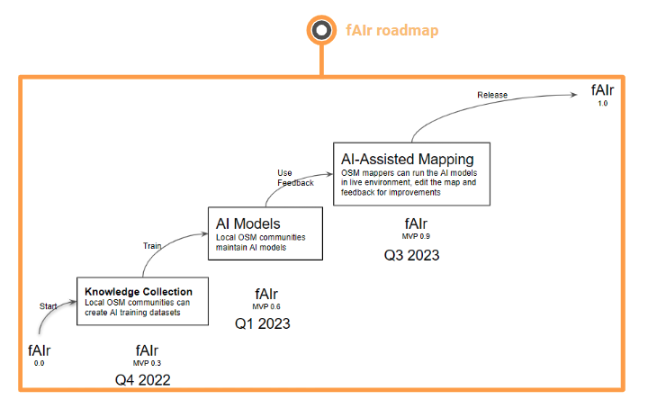 fAIr roadmap
Release
fAIr
1.0
AI-Assisted Mapping
OSM mappers can run the AI models
in live environment, edit the map and
feedback for improvements
Use
Feedback
fAIr
MVP 0.9
Q3 2023
AI Models
Local OSM communities
maintain AI models
Train
fAIr
MVP 0.6
Q1 2023
Knowledge Collection
Local OSM communities can
create AI training datasets
Start
fAIr
0.0
fAIr
MVP 0.3
Q4 2022